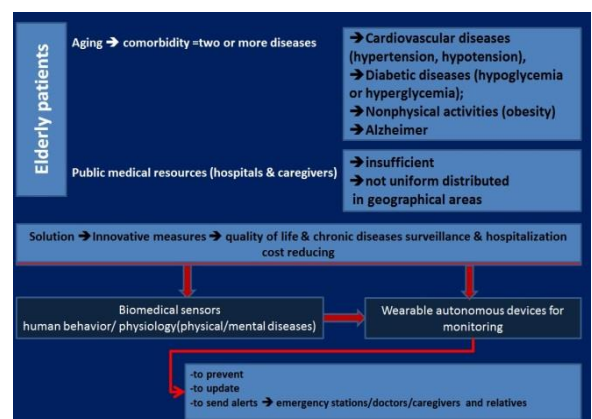 Elderly patients
Aging ➔ comorbidity =two or more diseases
➔Cardiovascular diseases
(hypertension, hypotension),
➔Diabetic diseases (hypoglycemia
or hyperglycemia);
➔Nonphysical activities (obesity)
➔Alzheimer
Public medical resources (hospitals & caregivers)
➔insufficient
➔not uniform distributed
in geographical areas
Solution ➔Innovative measures ➔ quality of life & chronic diseases surveillance & hospitalization
cost reducing
Biomedical sensors
human behavior/ physiology(physical/mental diseases)
Wearable autonomous devices for
monitoring
-to prevent
-to update
-to send alerts ➔ emergency stations/doctors/caregivers and relatives